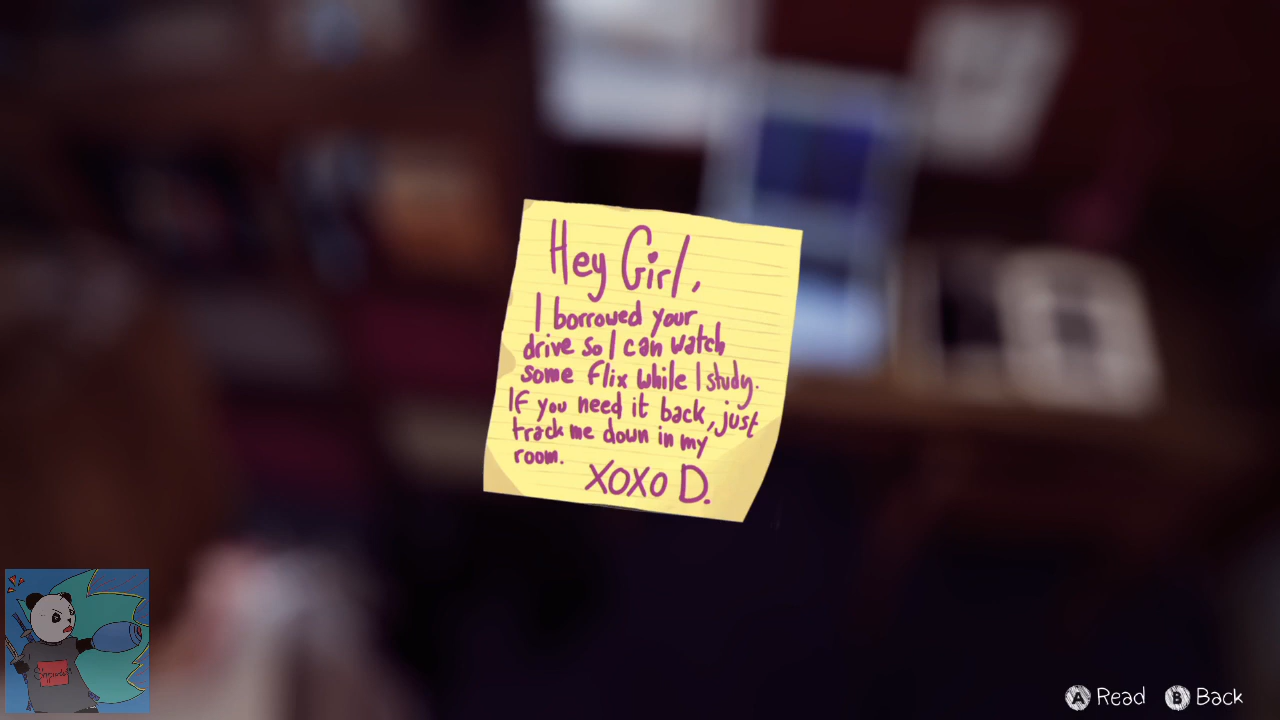 Hey Girl,
I borrowed your
drive so I can watch
some flix while I study.
If you need it back, just
track me down in my
room.
XOXO D.
A Read B Back